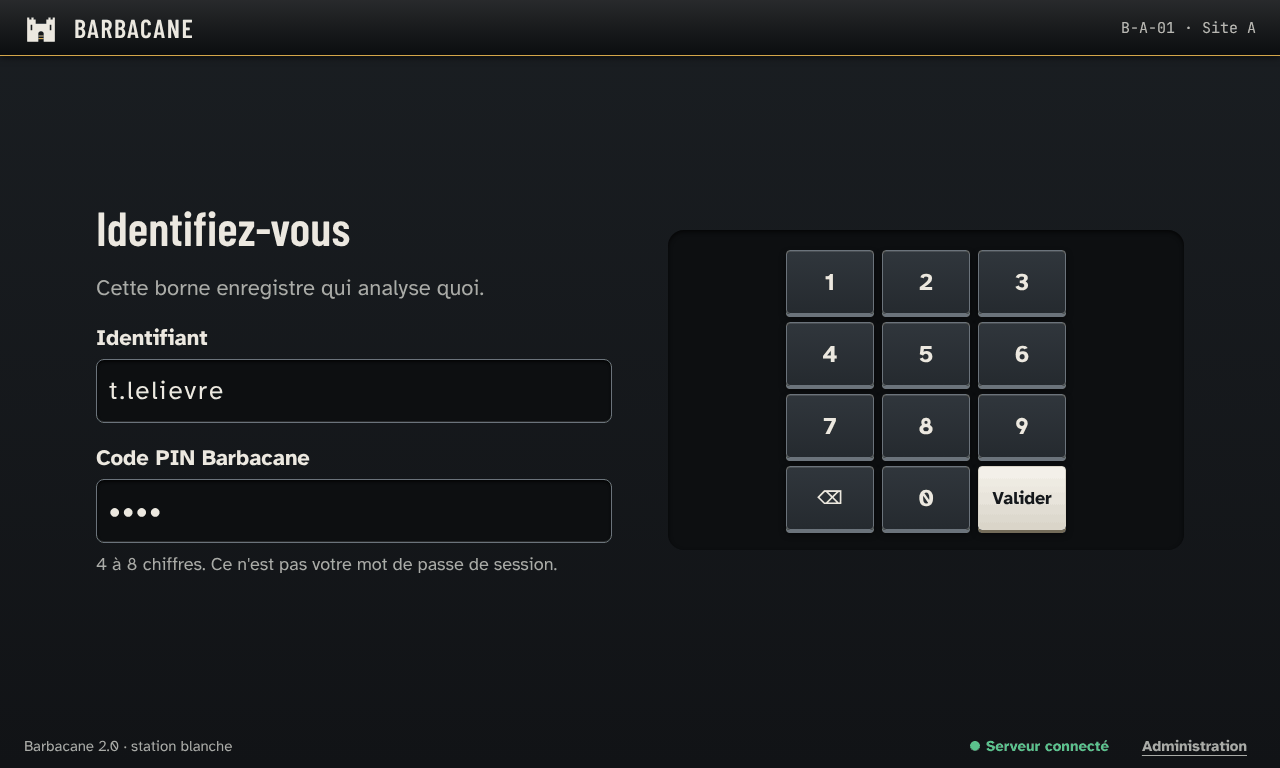 BARBACANE
B-A-01 · Site A
Identifiez-vous
Cette borne enregistre qui analyse quoi.
Identifiant
t.lelievre
Code PIN Barbacane
••••
4 à 8 chiffres. Ce n'est pas votre mot de passe de session.
1 2 3
4 5 6
7 8 9
⌫ 0 Valider
Barbacane 2.0 · station blanche
Serveur connecté
Administration